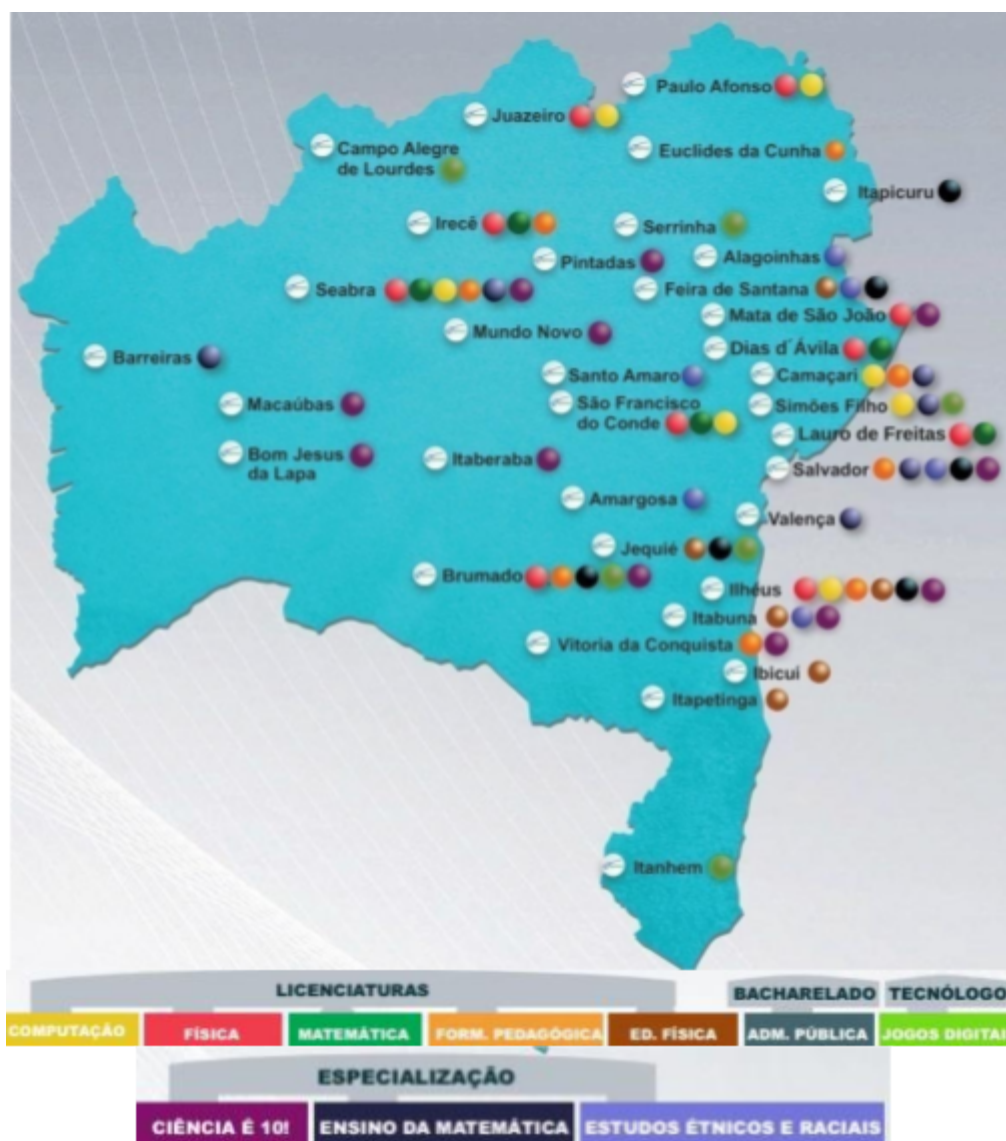 Paulo Afonso
Juazeiro
Campo Alegre
de Lourdes
Euclides da Cunha
Itapicuru
Irecê
Serrinha
Pintadas
Alagoinhas
Seabra
Feira de Santana
Mata de São João
Mundo Novo
Dias d´Ávila
Barreiras
Santo Amaro
Camaçari
Macaúbas
São Francisco
do Conde
Simões Filho
Lauro de Freitas
Bom Jesus
da Lapa
Itaberaba
Salvador
Amargosa
Valença
Jequié
Brumado
Ilhéus
Itabuna
Vitoria da Conquista
Ibicuí
Itapetinga
Itanhem
LICENCIATURAS
BACHARELADO
TECNÓLOGO
COMPUTAÇÃO
FÍSICA
MATEMÁTICA
FORM. PEDAGÓGICA
ED. FÍSICA
ADM. PÚBLICA
JOGOS DIGITAI
ESPECIALIZAÇÃO
CIÊNCIA É 10!
ENSINO DA MATEMÁTICA
ESTUDOS ÉTNICOS E RACIAIS